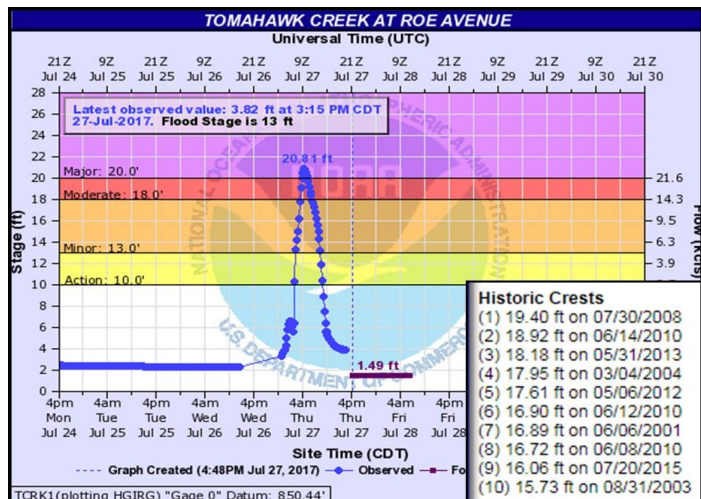 TOMAHAWK CREEK AT ROE AVENUE
Universal Time (UTC)
21Z 9Z 21Z 9Z 21Z 9Z 21Z 9Z 21Z 9Z 21Z 9Z 21Z
Jul 24 Jul 25 Jul 25 Jul 26 Jul 26 Jul 27 Jul 27 Jul 28 Jul 28 Jul 29 Jul 29 Jul 30 Jul 30
Latest observed value: 3.82 ft at 3:15 PM CDT
27-Jul-2017. Flood Stage is 13 ft
20.81 ft
Major: 20.0'
Moderate: 18.0'
Minor: 13.0'
Action: 10.0'
1.49 ft
Stage (ft)
28
26
24
22
20
18
16
14
12
10
8
6
4
2
0
21.6
14.3
9.5
6.3
3.9
Flow (kcfs)
NOAA
U.S. DEPARTMENT OF COMMERCE
4pm 4am 4pm 4am 4pm 4am 4pm 4am 4pm
Mon Tue Tue Wed Wed Thu Thu Fri Fri
Jul 24 Jul 25 Jul 25 Jul 26 Jul 26 Jul 27 Jul 27 Jul 28 Jul 28
Site Time (CDT)
Graph Created (4:48PM Jul 27, 2017) Observed Fo
TCRK1(plotting HGIRG) "Gage 0" Datum: 850.44'
Historic Crests
(1) 19.40 ft on 07/30/2008
(2) 18.92 ft on 06/14/2010
(3) 18.18 ft on 05/31/2013
(4) 17.95 ft on 03/04/2004
(5) 17.61 ft on 05/06/2012
(6) 16.90 ft on 06/12/2010
(7) 16.89 ft on 06/06/2001
(8) 16.72 ft on 06/08/2010
(9) 16.06 ft on 07/20/2015
(10) 15.73 ft on 08/31/2003